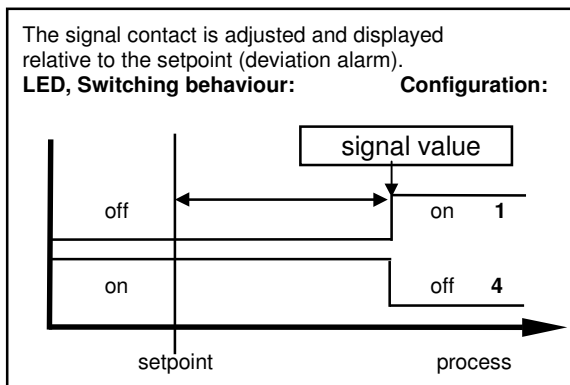 The signal contact is adjusted and displayed
relative to the setpoint (deviation alarm).
LED, Switching behaviour: Configuration:
signal value
off on 1
on off 4
setpoint process